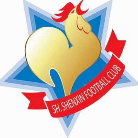 SH. SHENXIN FOOTBALL CLUB